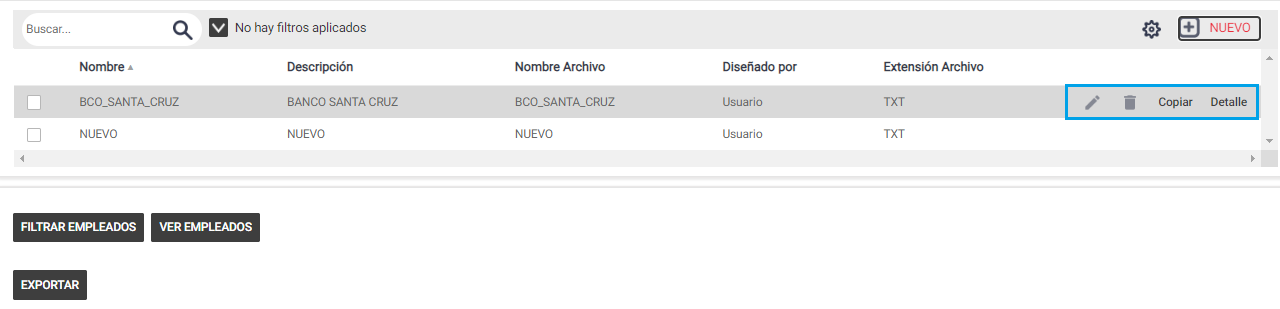 Buscar... No hay filtros aplicados NUEVO
Nombre Descripción Nombre Archivo Diseñado por Extensión Archivo
BCO_SANTA_CRUZ BANCO SANTA CRUZ BCO_SANTA_CRUZ Usuario TXT Copiar Detalle
NUEVO NUEVO NUEVO Usuario TXT
FILTRAR EMPLEADOS VER EMPLEADOS
EXPORTAR